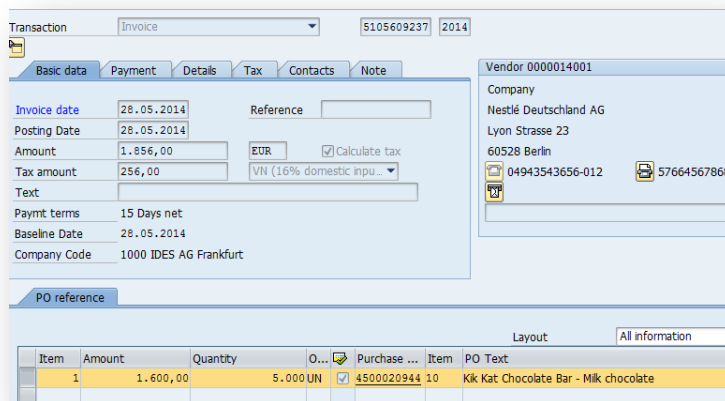 Transaction Invoice 5105609237 2014
Basic data Payment Details Tax Contacts Note
Invoice date 28.05.2014 Reference
Posting Date 28.05.2014
Amount 1.856,00 EUR Calculate tax
Tax amount 256,00 VN (16% domestic inpu...
Text
Paymt terms 15 Days net
Baseline Date 28.05.2014
Company Code 1000 IDES AG Frankfurt
Vendor 0000014001
Company
Nestlé Deutschland AG
Lyon Strasse 23
60528 Berlin
04943543656-012 5766456786
PO reference
Layout All information
Item Amount Quantity O... Purchase ... Item PO Text
1 1.600,00 5.000 UN 4500020944 10 Kik Kat Chocolate Bar - Milk chocolate